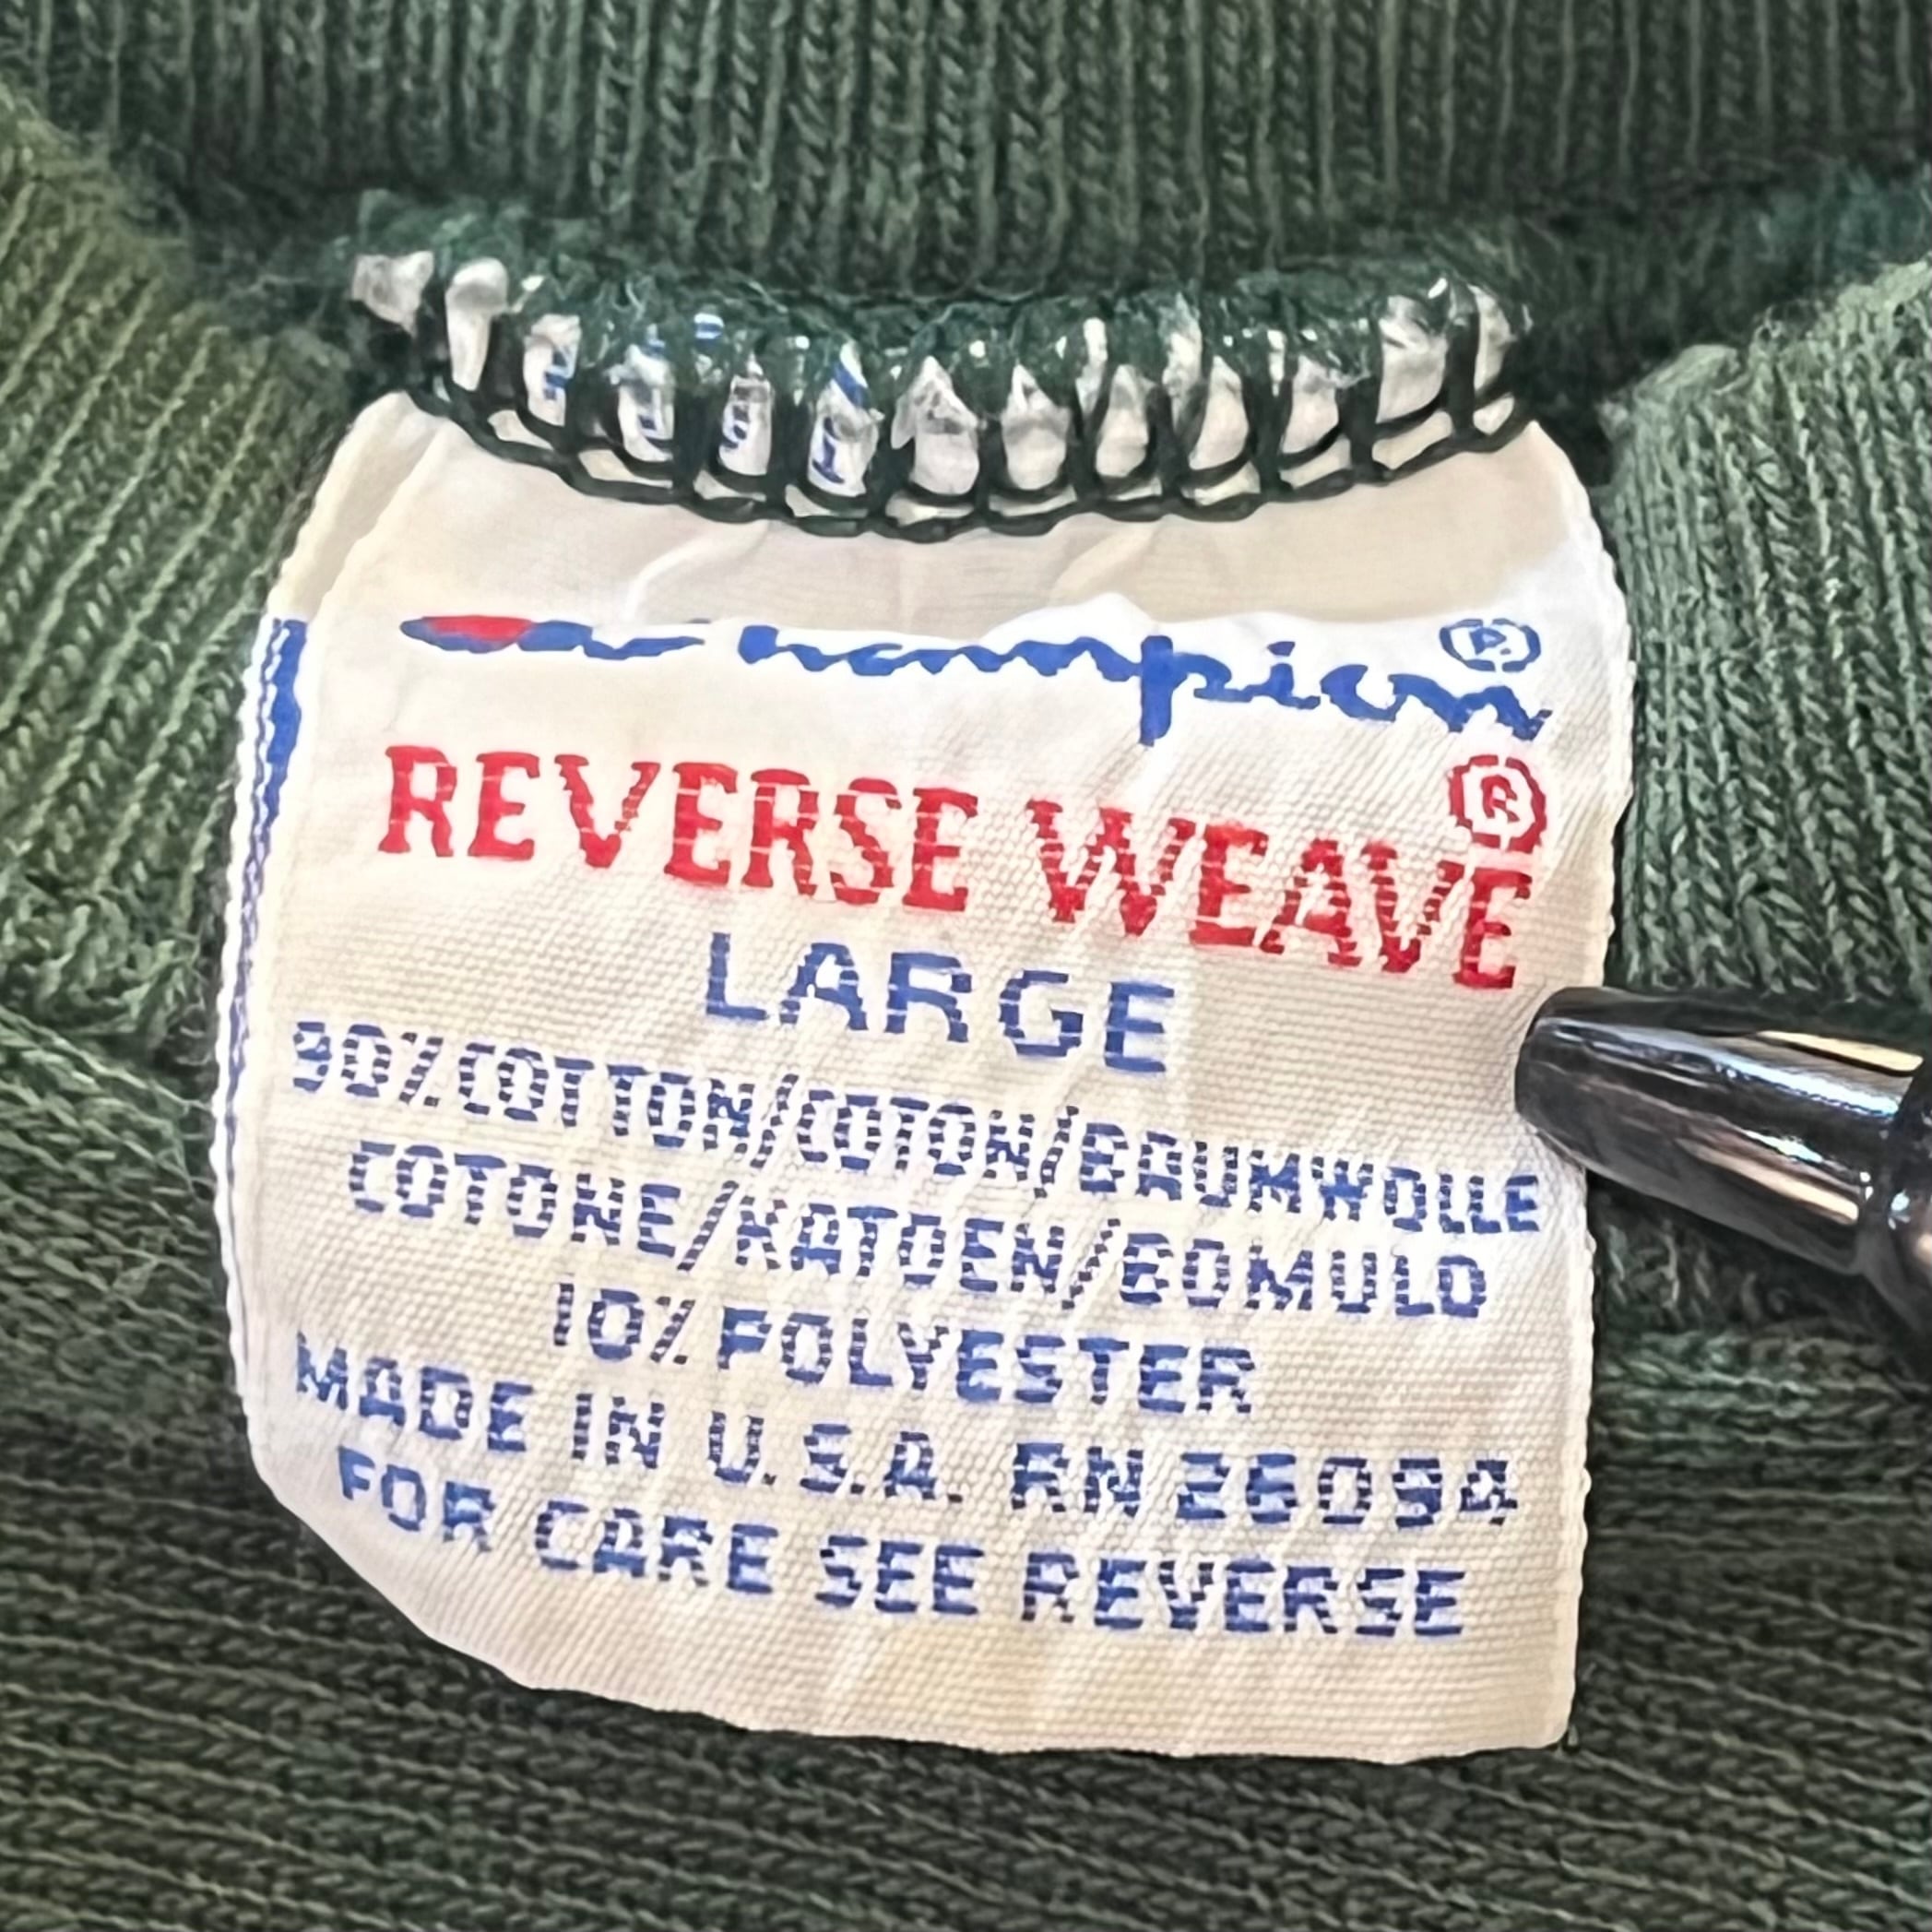 Champion®
REVERSE WEAVE®
LARGE
90% COTTON/COTON/BAUMWOLLE
COTONE/KATOEN/BOMULD
10% POLYESTER
MADE IN U.S.A. RN 26094
FOR CARE SEE REVERSE